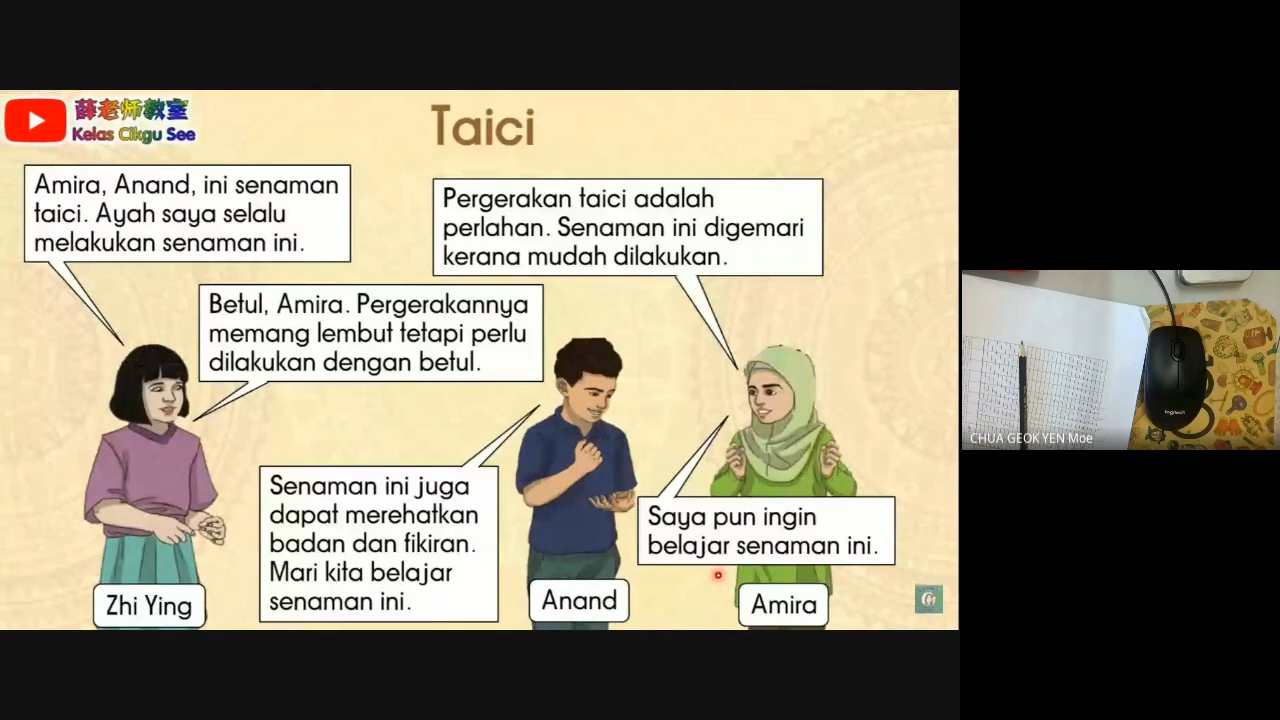 薛老师教室
Kelas Cikgu See
Taici
Amira, Anand, ini senaman
taici. Ayah saya selalu
melakukan senaman ini.
Pergerakan taici adalah
perlahan. Senaman ini digemari
kerana mudah dilakukan.
Betul, Amira. Pergerakannya
memang lembut tetapi perlu
dilakukan dengan betul.
Senaman ini juga
dapat merehatkan
badan dan fikiran.
Mari kita belajar
senaman ini.
Saya pun ingin
belajar senaman ini.
Zhi Ying
Anand
Amira
logitech
CHUA GEOK YEN Moe